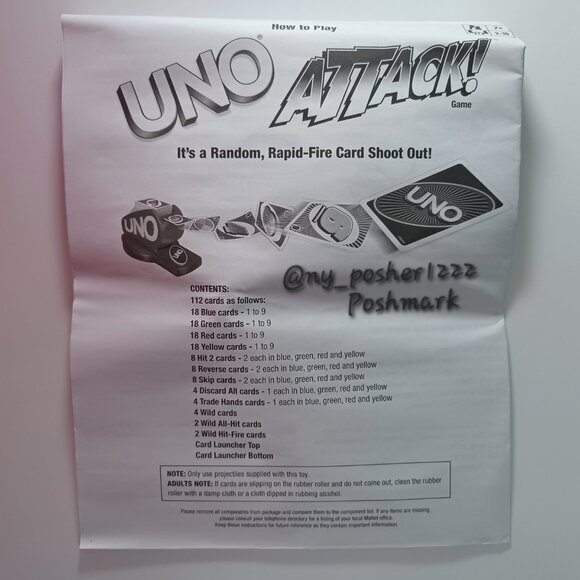 How to Play
7+
2-10
UNO®
ATTACK!
Game
It's a Random, Rapid-Fire Card Shoot Out!
UNO
UNO
@ny_posher1zzz
Poshmark
CONTENTS:
112 cards as follows:
18 Blue cards - 1 to 9
18 Green cards - 1 to 9
18 Red cards - 1 to 9
18 Yellow cards - 1 to 9
8 Hit 2 cards - 2 each in blue, green, red and yellow
8 Reverse cards - 2 each in blue, green, red and yellow
8 Skip cards - 2 each in blue, green, red and yellow
4 Discard All cards - 1 each in blue, green, red and yellow
4 Trade Hands cards - 1 each in blue, green, red and yellow
4 Wild cards
2 Wild All-Hit cards
2 Wild Hit-Fire cards
Card Launcher Top
Card Launcher Bottom
NOTE: Only use projectiles supplied with this toy.
ADULTS NOTE: If cards are slipping on the rubber roller and do not come out, clean the rubber
roller with a damp cloth or a cloth dipped in rubbing alcohol.
Please remove all components from package and compare them to the component list. If any items are missing,
please consult your telephone directory for a listing of your local Mattel office.
Keep these instructions for future reference as they contain important information.